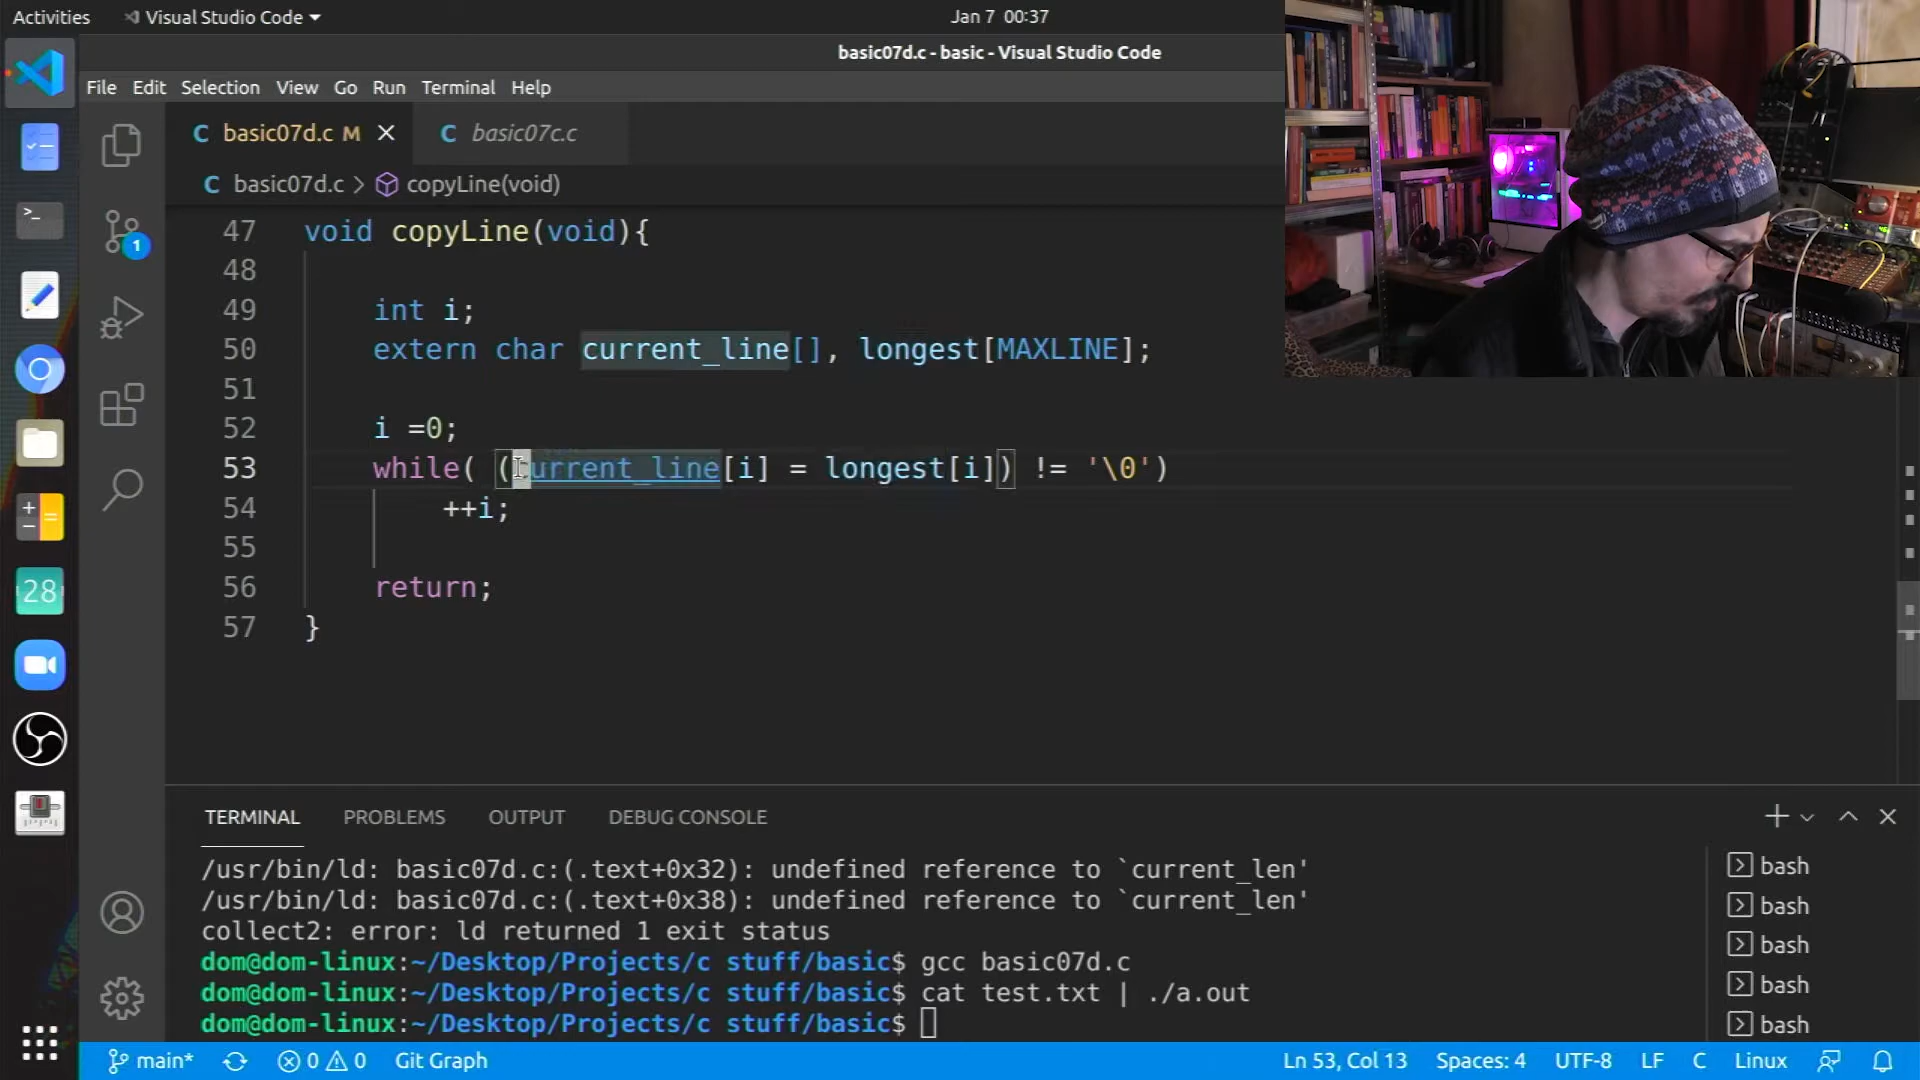 Activities
Visual Studio Code
Jan 7 00:37
basic07d.c - basic - Visual Studio Code
File Edit Selection View Go Run Terminal Help
C basic07d.c M
C basic07c.c
C basic07d.c > copyLine(void)
47 void copyLine(void){
48
49 int i;
50 extern char current_line[], longest[MAXLINE];
51
52 i =0;
53 while( (current_line[i] = longest[i]) != '\0')
54 ++i;
55
56 return;
57 }
1
28
TERMINAL PROBLEMS OUTPUT DEBUG CONSOLE
/usr/bin/ld: basic07d.c:(.text+0x32): undefined reference to `current_len'
/usr/bin/ld: basic07d.c:(.text+0x38): undefined reference to `current_len'
collect2: error: ld returned 1 exit status
dom@dom-linux:~/Desktop/Projects/c stuff/basic$ gcc basic07d.c
dom@dom-linux:~/Desktop/Projects/c stuff/basic$ cat test.txt | ./a.out
dom@dom-linux:~/Desktop/Projects/c stuff/basic$
bash
bash
bash
bash
bash
main* 0 0 Git Graph
Ln 53, Col 13 Spaces: 4 UTF-8 LF C Linux